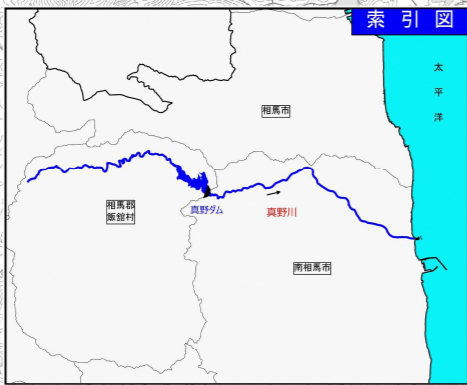 索引図
太平洋
相馬市
相馬郡
飯舘村
真野ダム
真野川
南相馬市